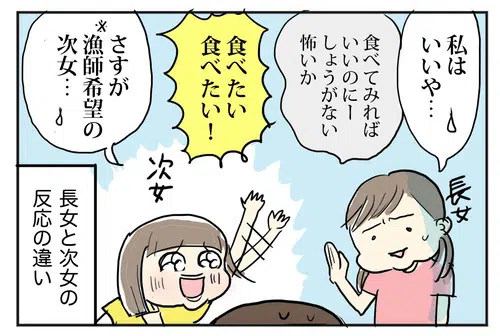 私は
いいや…
食べてみれば
いいのにー
しょうがない
怖いか
食べたい
食べたい!
さすが
※漁師希望の
次女…
長女
次女
長女と次女の
反応の違い